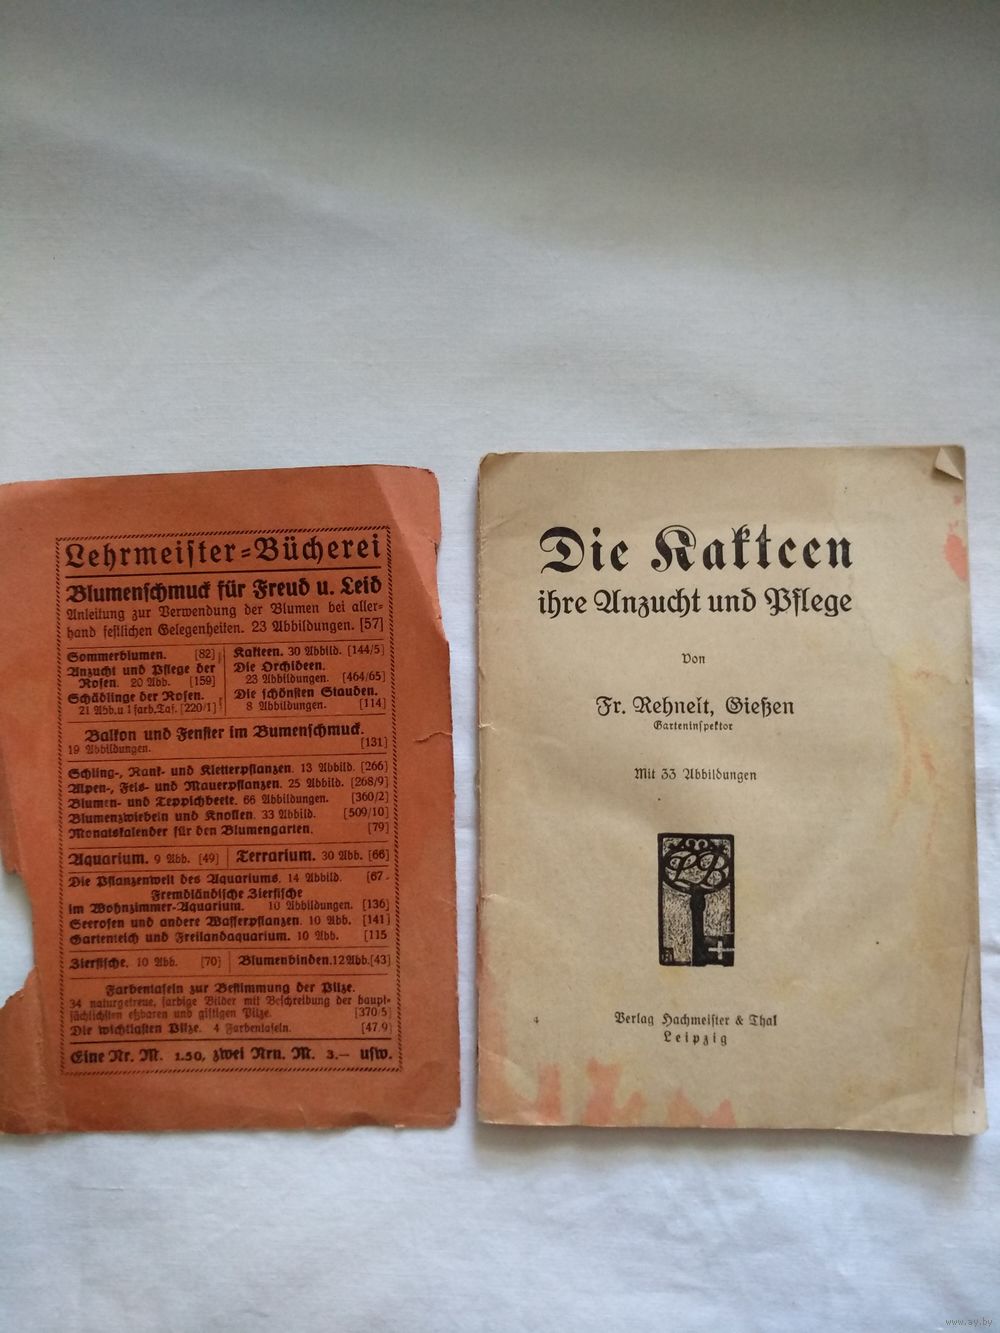 Lehrmeister-Bücherei
Blumenschmuck für Freud u. Leid
Anleitung zur Verwendung der Blumen bei aller-
hand festlichen Gelegenheiten. 23 Abbildungen. [57]
Sommerblumen. [82]
Anzucht und Pflege der
Rosen. 20 Abb. [159]
Schädlinge der Rosen.
21 Abb. u. 1 farb. Taf. [220/1]
Kakteen. 30 Abbild. [144/5]
Die Orchideen.
23 Abbildungen. [464/65]
Die schönsten Stauden.
8 Abbildungen. [114]
Balkon und Fenster im Bumenschmuck.
19 Abbildungen. [131]
Schling-, Rank- und Kletterpflanzen. 13 Abbild. [266]
Alpen-, Fels- und Mauerpflanzen. 25 Abbild. [268/9]
Blumen- und Teppichbeete. 66 Abbildungen. [360/2]
Blumenzwiebeln und Knollen. 33 Abbild. [509/10]
Monatskalender für den Blumengarten. [79]
Aquarium. 9 Abb. [49]
Terrarium. 30 Abb. [66]
Die Pflanzenwelt des Aquariums. 14 Abbild. [67
Fremdländische Zierfische
im Wohnzimmer-Aquarium. 10 Abbildungen. [136]
Seerosen und andere Wasserpflanzen. 10 Abb. [141]
Gartenteich und Freilandaquarium. 10 Abb. [115
Zierfische. 10 Abb. [70]
Blumenbinden. 12 Abb. [43]
Farbentafeln zur Bestimmung der Pilze.
34 naturgetreue, farbige Bilder mit Beschreibung der haupt-
sächlichsten eßbaren und giftigen Pilze. [370/5]
Die wichtigsten Pilze. 4 Farbentafeln. [47/9]
Eine Nr. M. 1.50, zwei Nrn. M. 3.— usw.
Die Kakteen
ihre Anzucht und Pflege
Von
Fr. Rehnelt, Gießen
Garteninspektor
Mit 33 Abbildungen
LB
4
Verlag Hachmeister & Thal
Leipzig
www.ay.by